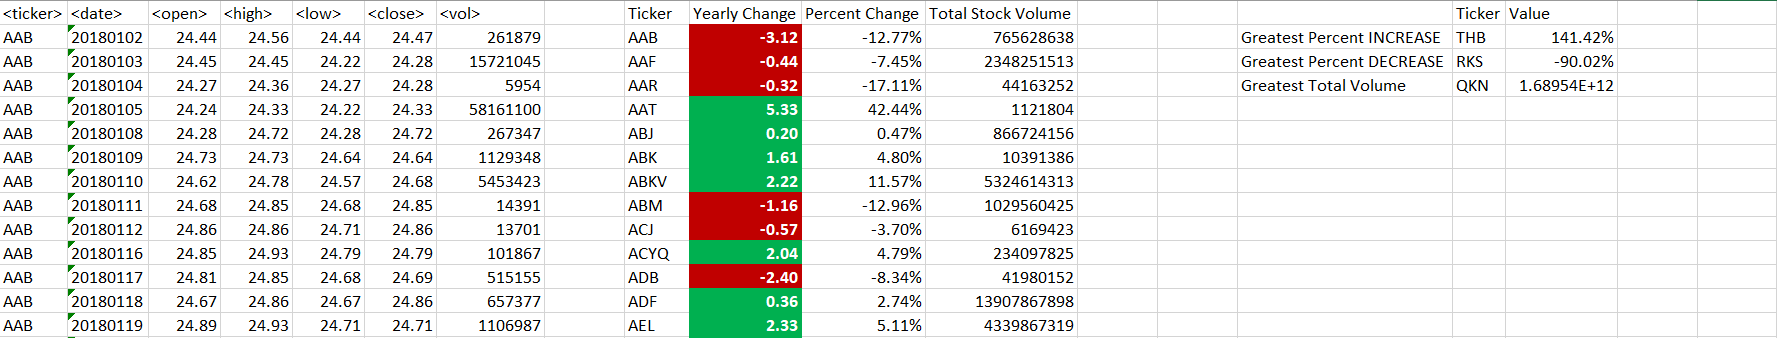 <ticker> <date> <open> <high> <low> <close> <vol> Ticker Yearly Change Percent Change Total Stock Volume Ticker Value
AAB 20180102 24.44 24.56 24.44 24.47 261879 AAB -3.12 -12.77% 765628638 Greatest Percent INCREASE THB 141.42%
AAB 20180103 24.45 24.45 24.22 24.28 15721045 AAF -0.44 -7.45% 2348251513 Greatest Percent DECREASE RKS -90.02%
AAB 20180104 24.27 24.36 24.27 24.28 5954 AAR -0.32 -17.11% 44163252 Greatest Total Volume QKN 1.68954E+12
AAB 20180105 24.24 24.33 24.22 24.33 58161100 AAT 5.33 42.44% 1121804
AAB 20180108 24.28 24.72 24.28 24.72 267347 ABJ 0.20 0.47% 866724156
AAB 20180109 24.73 24.73 24.64 24.64 1129348 ABK 1.61 4.80% 10391386
AAB 20180110 24.62 24.78 24.57 24.68 5453423 ABKV 2.22 11.57% 5324614313
AAB 20180111 24.68 24.85 24.68 24.85 14391 ABM -1.16 -12.96% 1029560425
AAB 20180112 24.86 24.86 24.71 24.86 13701 ACJ -0.57 -3.70% 6169423
AAB 20180116 24.85 24.93 24.79 24.79 101867 ACYQ 2.04 4.79% 234097825
AAB 20180117 24.81 24.85 24.68 24.69 515155 ADB -2.40 -8.34% 41980152
AAB 20180118 24.67 24.86 24.67 24.86 657377 ADF 0.36 2.74% 13907867898
AAB 20180119 24.89 24.93 24.71 24.71 1106987 AEL 2.33 5.11% 4339867319